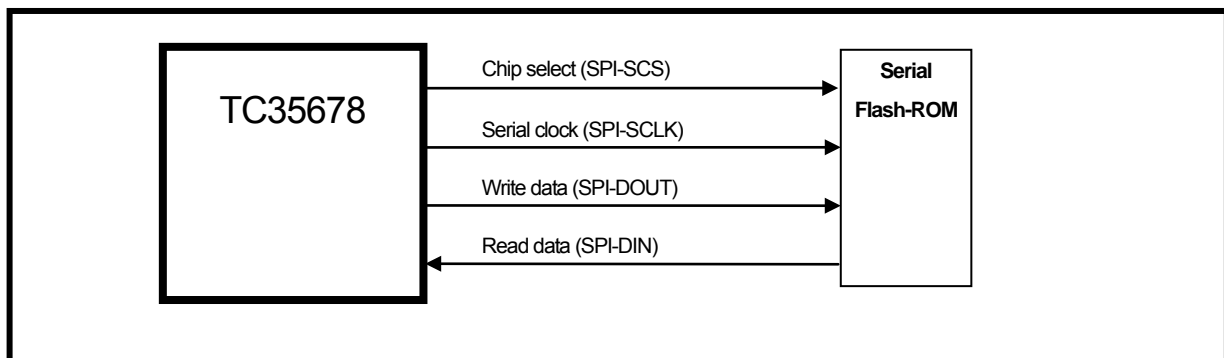 TC35678
Chip select (SPI-SCS)
Serial clock (SPI-SCLK)
Write data (SPI-DOUT)
Read data (SPI-DIN)
Serial
Flash-ROM